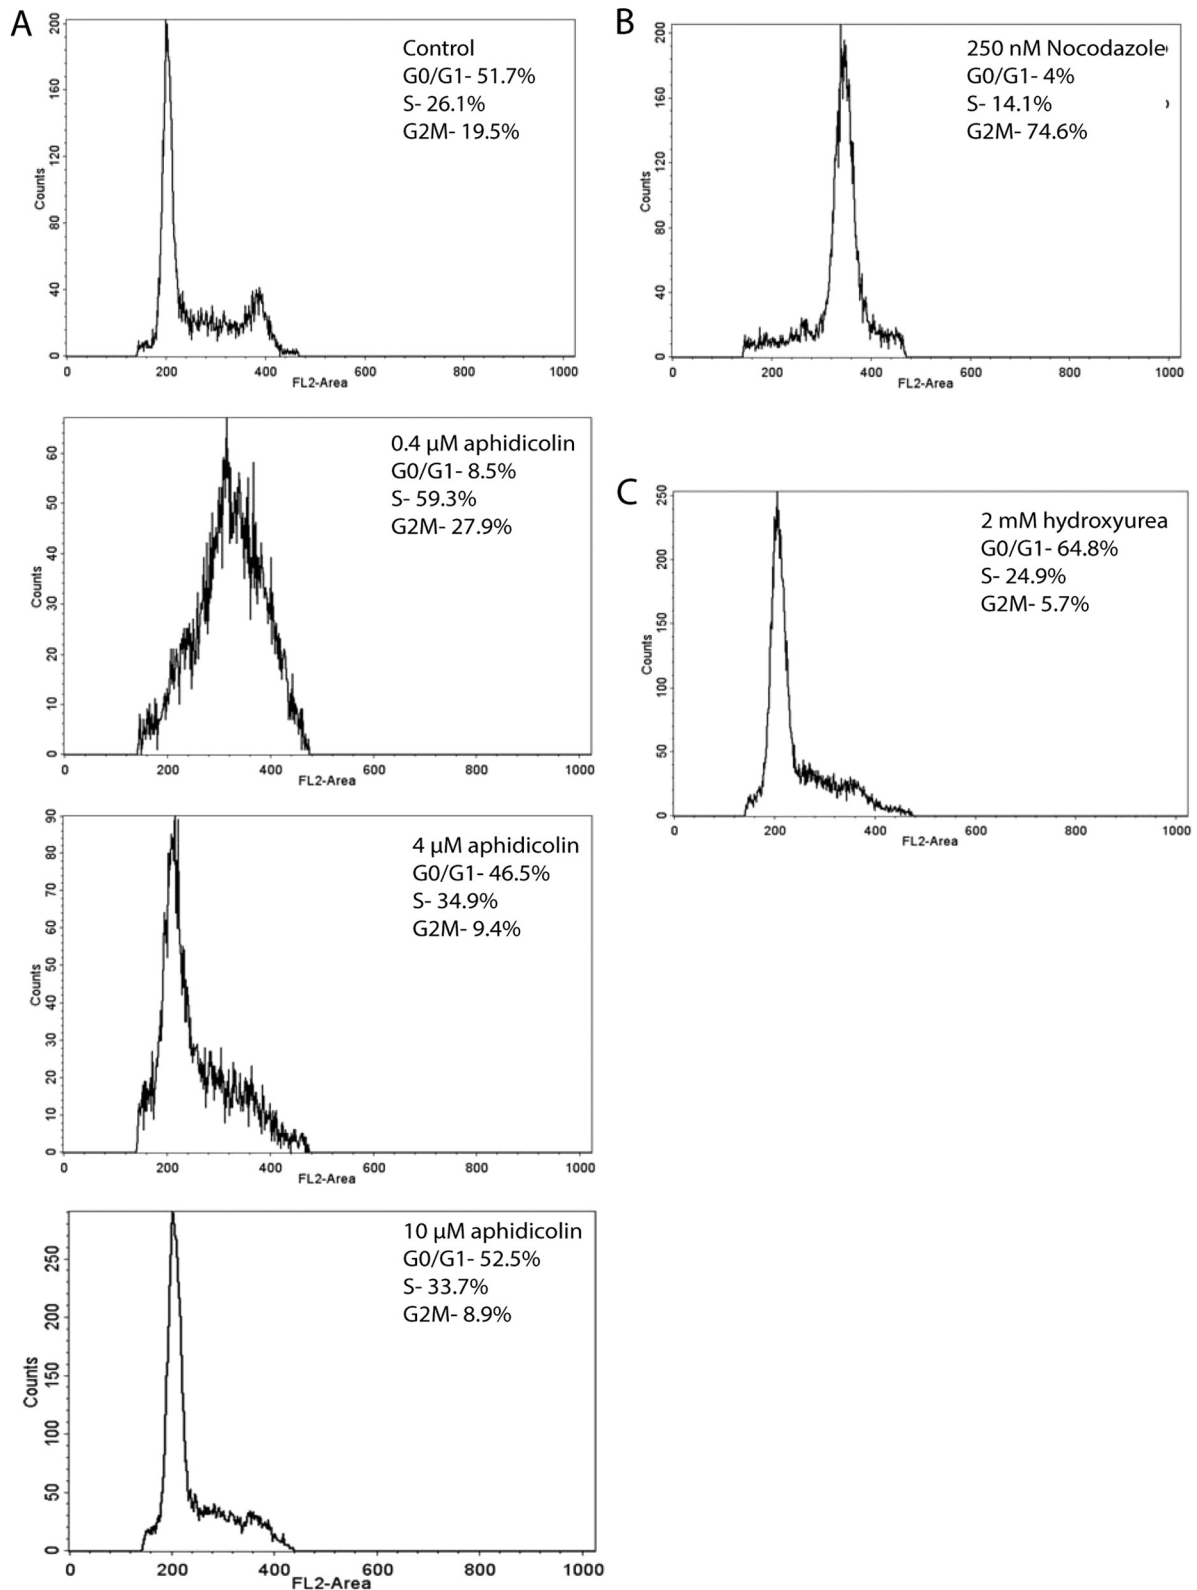 A
Control
G0/G1- 51.7%
S- 26.1%
G2M- 19.5%
200
160
120
80
40
0
Counts
0 200 400 600 800 1000
FL2-Area
0.4 µM aphidicolin
G0/G1- 8.5%
S- 59.3%
G2M- 27.9%
60
50
40
30
20
10
0
Counts
0 200 400 600 800 1000
FL2-Area
4 µM aphidicolin
G0/G1- 46.5%
S- 34.9%
G2M- 9.4%
90
80
70
60
50
40
30
20
10
0
Counts
0 200 400 600 800 1000
FL2-Area
10 µM aphidicolin
G0/G1- 52.5%
S- 33.7%
G2M- 8.9%
250
200
150
100
50
0
Counts
0 200 400 600 800 1000
FL2-Area
B
250 nM Nocodazole
G0/G1- 4%
S- 14.1%
G2M- 74.6%
200
160
120
80
40
0
Counts
0 200 400 600 800 1000
FL2-Area
C
2 mM hydroxyurea
G0/G1- 64.8%
S- 24.9%
G2M- 5.7%
250
200
150
100
50
0
Counts
0 200 400 600 800 1000
FL2-Area